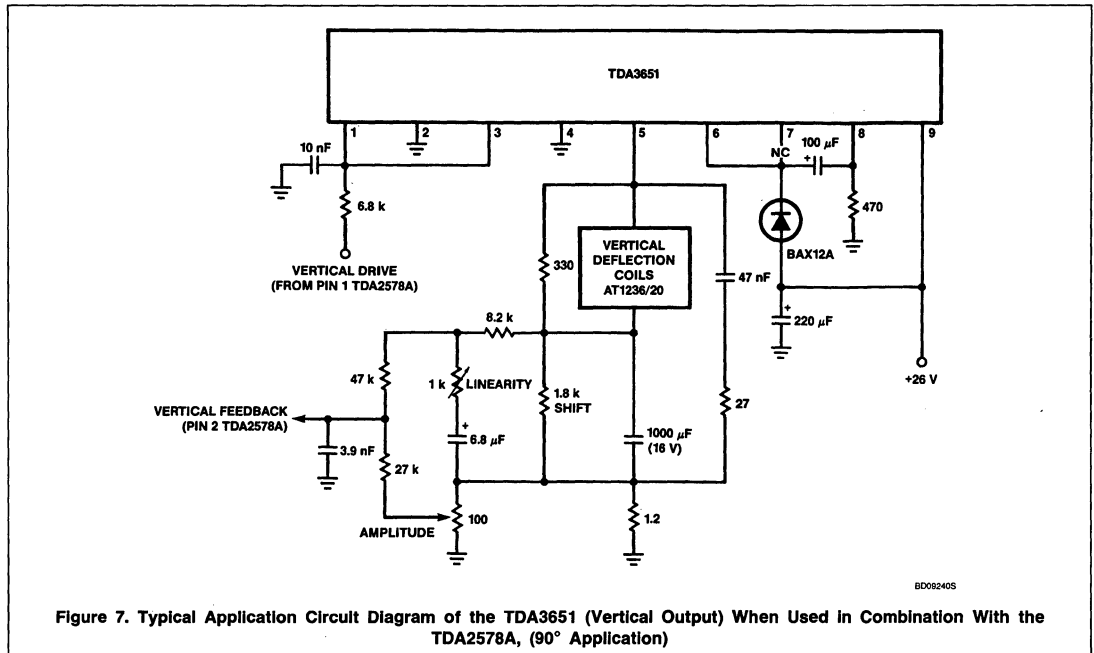 TDA3651
1 2 3 4 5 6 7 8 9
10 nF
NC
100 µF
+
6.8 k
470
VERTICAL DRIVE
(FROM PIN 1 TDA2578A)
330
VERTICAL
DEFLECTION
COILS
AT1236/20
47 nF
BAX12A
+
220 µF
8.2 k
+26 V
47 k
1 k LINEARITY
1.8 k
SHIFT
27
VERTICAL FEEDBACK
(PIN 2 TDA2578A)
+
6.8 µF
1000 µF
(16 V)
3.9 nF
27 k
AMPLITUDE
100
1.2
BD09240S
Figure 7. Typical Application Circuit Diagram of the TDA3651 (Vertical Output) When Used in Combination With the
TDA2578A, (90° Application)